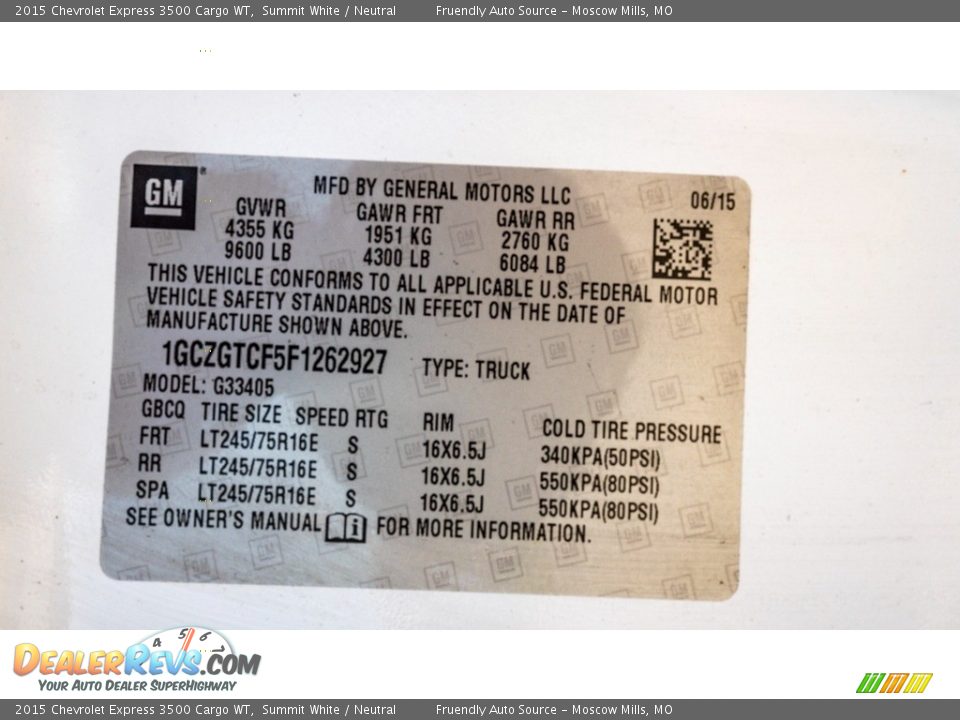 2015 Chevrolet Express 3500 Cargo WT, Summit White / Neutral Fruendly Auto Source - Moscow Mills, MO
GM
MFD BY GENERAL MOTORS LLC 06/15
GVWR GAWR FRT GAWR RR
4355 KG 1951 KG 2760 KG
9600 LB 4300 LB 6084 LB
THIS VEHICLE CONFORMS TO ALL APPLICABLE U.S. FEDERAL MOTOR
VEHICLE SAFETY STANDARDS IN EFFECT ON THE DATE OF
MANUFACTURE SHOWN ABOVE.
1GCZGTCF5F1262927 TYPE: TRUCK
MODEL: G33405
GBCQ TIRE SIZE SPEED RTG RIM COLD TIRE PRESSURE
FRT LT245/75R16E S 16X6.5J 340KPA(50PSI)
RR LT245/75R16E S 16X6.5J 550KPA(80PSI)
SPA LT245/75R16E S 16X6.5J 550KPA(80PSI)
SEE OWNER'S MANUAL i FOR MORE INFORMATION.
4 5 6 7
DEALERREVS.COM
YOUR AUTO DEALER SUPERHIGHWAY
2015 Chevrolet Express 3500 Cargo WT, Summit White / Neutral Fruendly Auto Source - Moscow Mills, MO